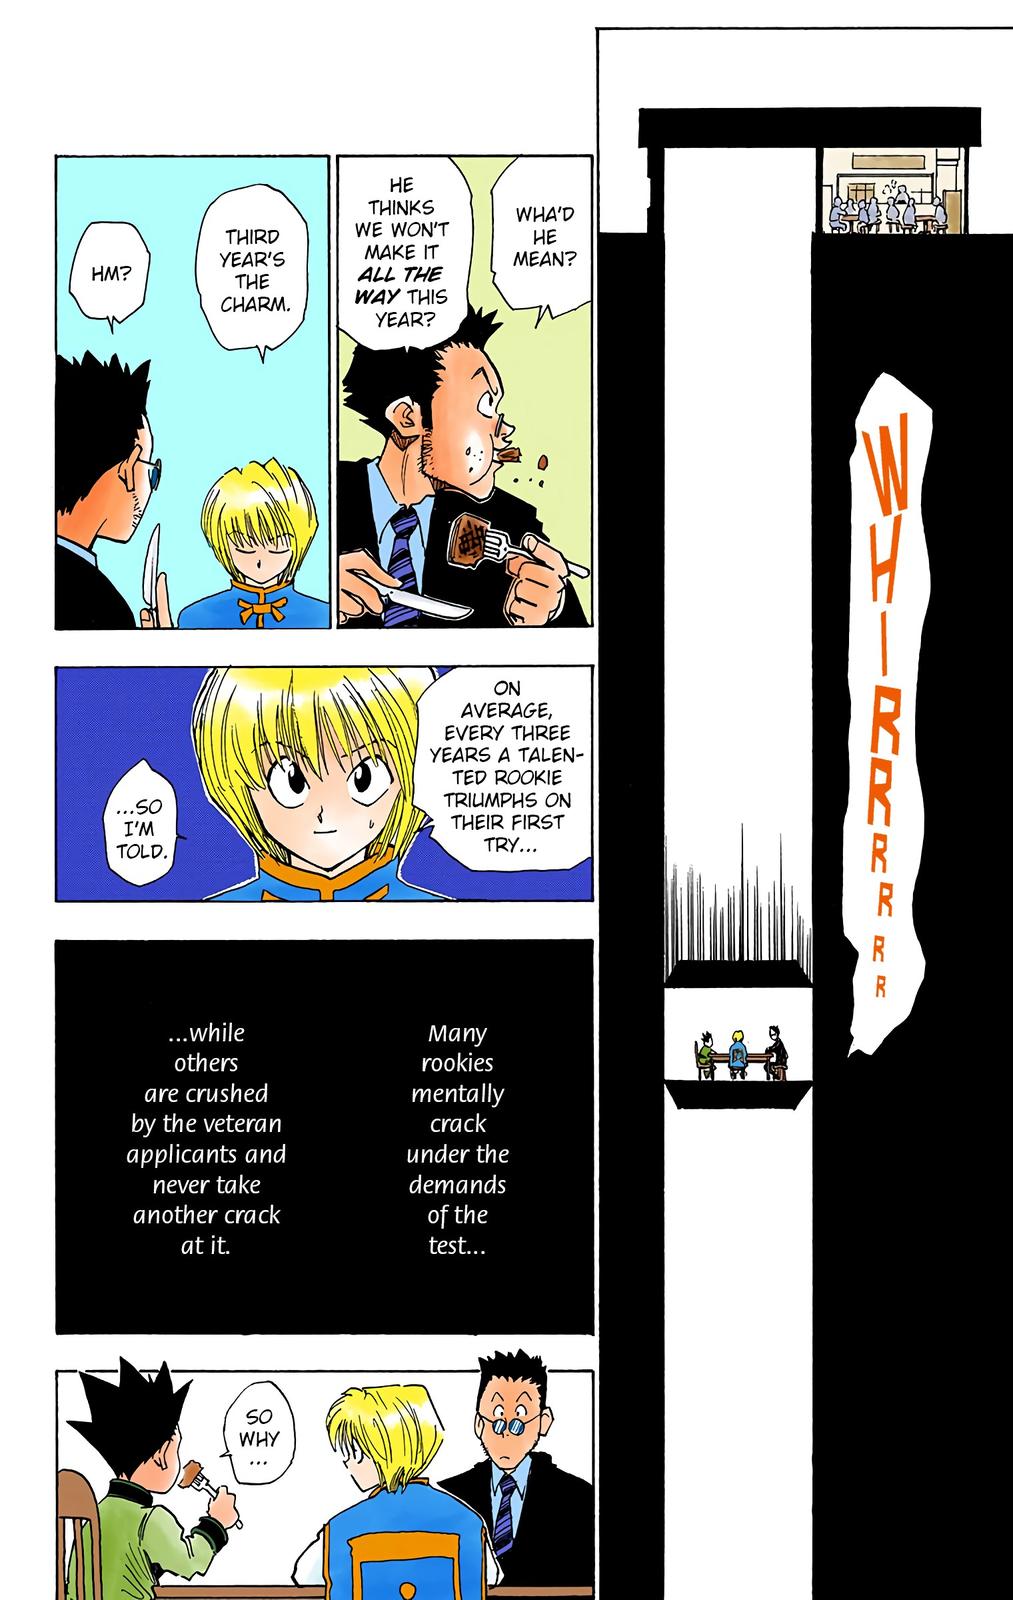 WHIRRRRRR
WHA'D
HE
MEAN?
HE
THINKS
WE WON'T
MAKE IT
ALL THE
WAY THIS
YEAR?
THIRD
YEAR'S
THE
CHARM.
HM?
ON
AVERAGE,
EVERY THREE
YEARS A TALEN-
TED ROOKIE
TRIUMPHS ON
THEIR FIRST
TRY...
...SO
I'M
TOLD.
Many
rookies
mentally
crack
under the
demands
of the
test...
...while
others
are crushed
by the veteran
applicants and
never take
another crack
at it.
SO
WHY
...